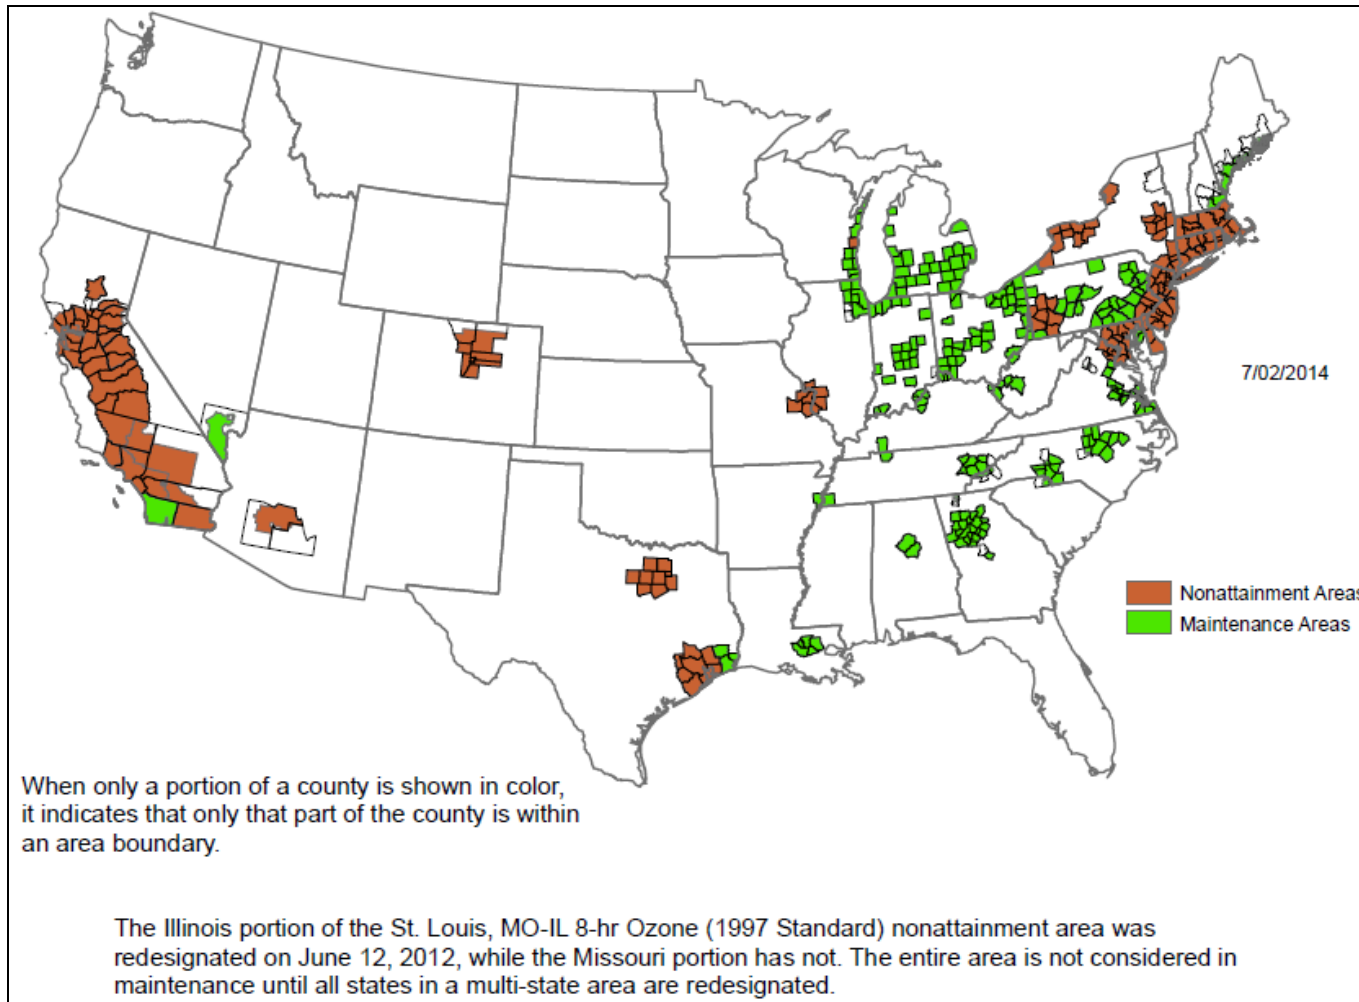 7/02/2014
Nonattainment Areas
Maintenance Areas
When only a portion of a county is shown in color,
it indicates that only that part of the county is within
an area boundary.
The Illinois portion of the St. Louis, MO-IL 8-hr Ozone (1997 Standard) nonattainment area was
redesignated on June 12, 2012, while the Missouri portion has not. The entire area is not considered in
maintenance until all states in a multi-state area are redesignated.